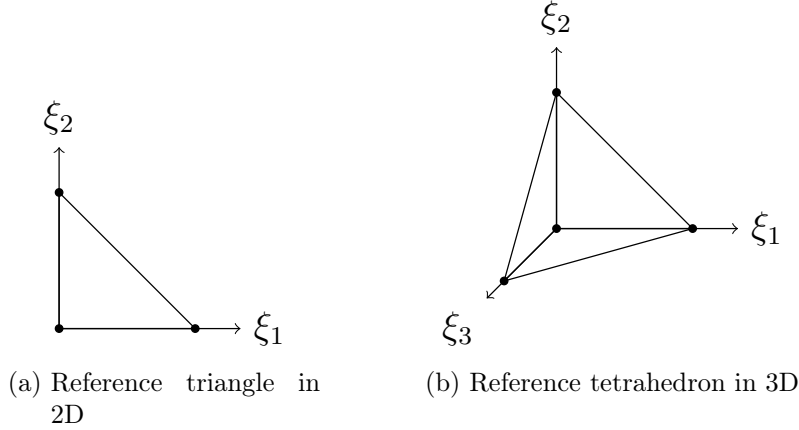 ξ₂
ξ₁
(a) Reference triangle in
2D
ξ₂
ξ₁
ξ₃
(b) Reference tetrahedron in 3D